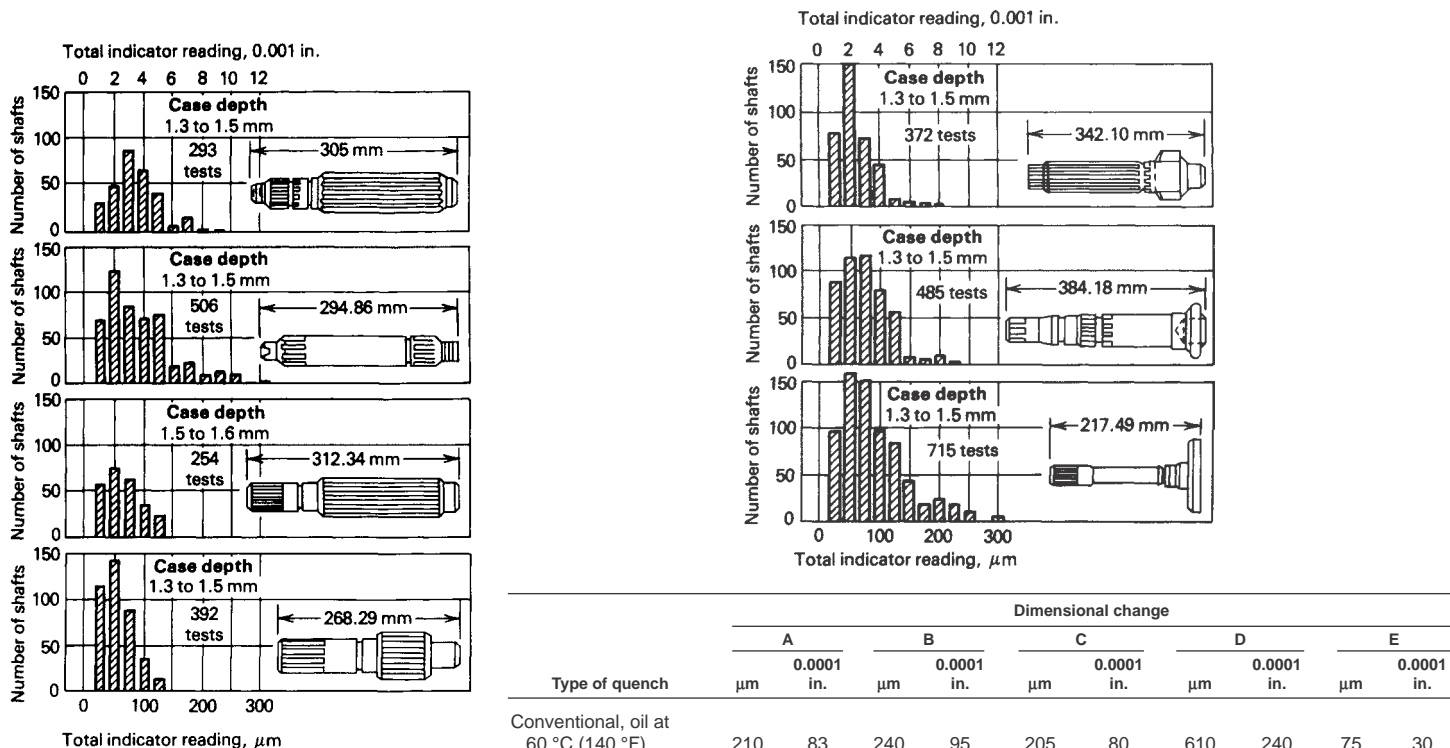 Total indicator reading, 0.001 in.
0 2 4 6 8 10 12
Number of shafts
150
100
50
0
Case depth
1.3 to 1.5 mm
293
tests
305 mm
Number of shafts
150
100
50
0
Case depth
1.3 to 1.5 mm
506
tests
294.86 mm
Number of shafts
150
100
50
0
Case depth
1.5 to 1.6 mm
254
tests
312.34 mm
Number of shafts
150
100
50
0
Case depth
1.3 to 1.5 mm
392
tests
268.29 mm
0 100 200 300
Total indicator reading, μm
Total indicator reading, 0.001 in.
0 2 4 6 8 10 12
Number of shafts
150
100
50
0
Case depth
1.3 to 1.5 mm
372 tests
342.10 mm
Number of shafts
150
100
50
0
Case depth
1.3 to 1.5 mm
485 tests
384.18 mm
Number of shafts
150
100
50
0
Case depth
1.3 to 1.5 mm
715 tests
217.49 mm
0 100 200 300
Total indicator reading, μm
Dimensional change
A B C D E
0.0001 0.0001 0.0001 0.0001 0.0001
Type of quench μm in. μm in. μm in. μm in. μm in.
Conventional, oil at
60 °C (140 °F) 210 83 240 95 205 80 610 240 75 30